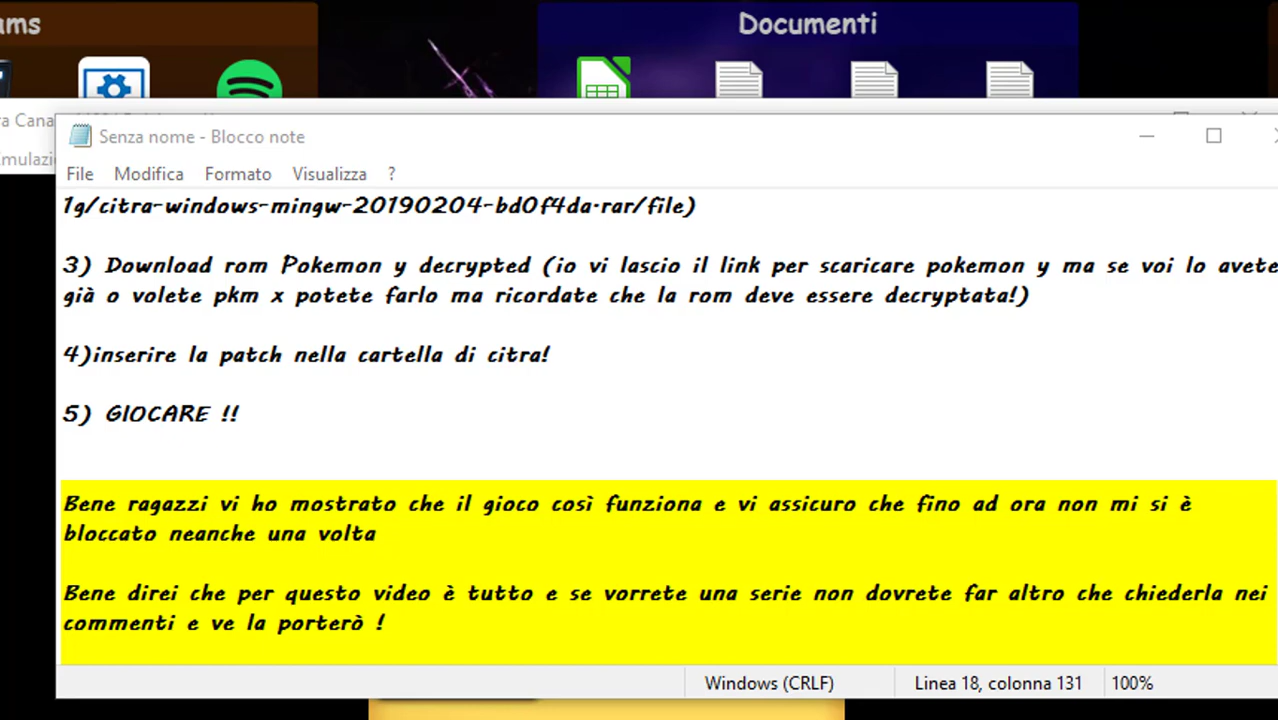 ams
Documenti
ra Cana
Emulazi
Senza nome - Blocco note
File Modifica Formato Visualizza ?
1g/citra-windows-mingw-20190204-bd0f4da.rar/file)
3) Download rom Pokemon y decrypted (io vi lascio il link per scaricare pokemon y ma se voi lo avete
già o volete pkm x potete farlo ma ricordate che la rom deve essere decryptata!)
4)inserire la patch nella cartella di citra!
5) GIOCARE !!
Bene ragazzi vi ho mostrato che il gioco così funziona e vi assicuro che fino ad ora non mi si è
bloccato neanche una volta
Bene direi che per questo video è tutto e se vorrete una serie non dovrete far altro che chiederla nei
commenti e ve la porterò !
Windows (CRLF) Linea 18, colonna 131 100%